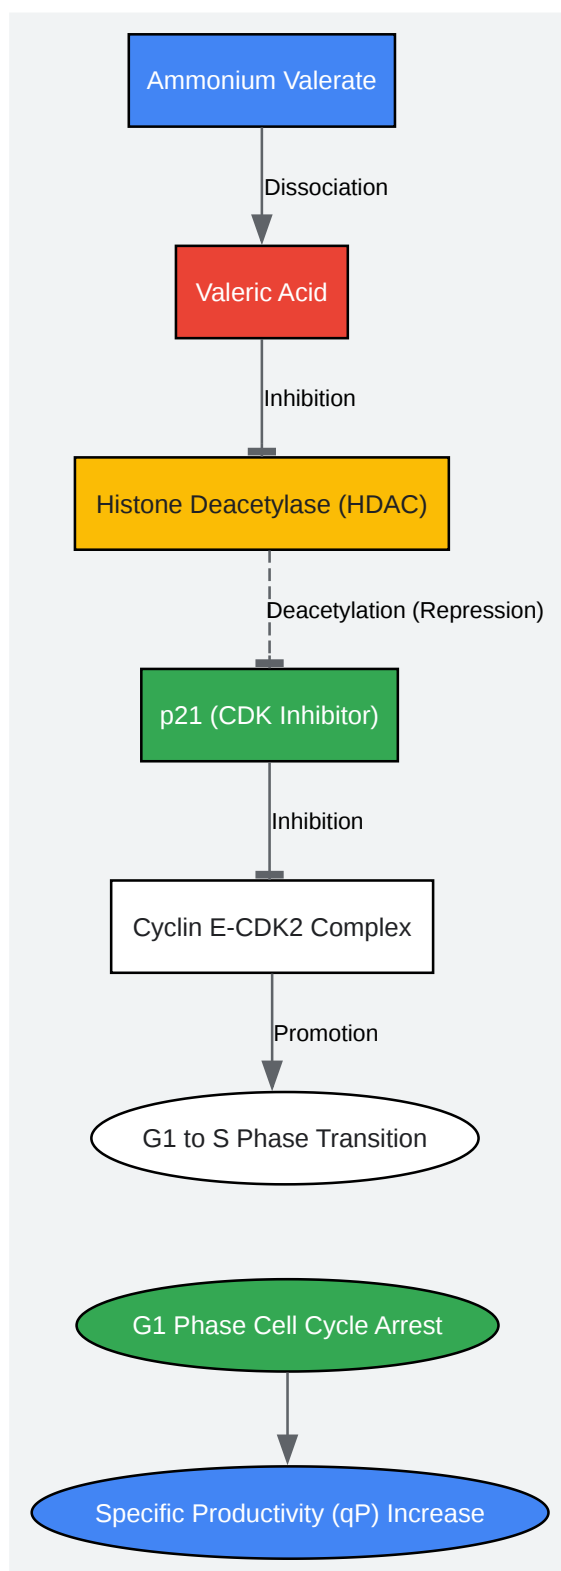 Ammonium Valerate
Dissociation
Valeric Acid
Inhibition
Histone Deacetylase (HDAC)
Deacetylation (Repression)
p21 (CDK Inhibitor)
Inhibition
Cyclin E-CDK2 Complex
Promotion
G1 to S Phase Transition
G1 Phase Cell Cycle Arrest
Specific Productivity (qP) Increase